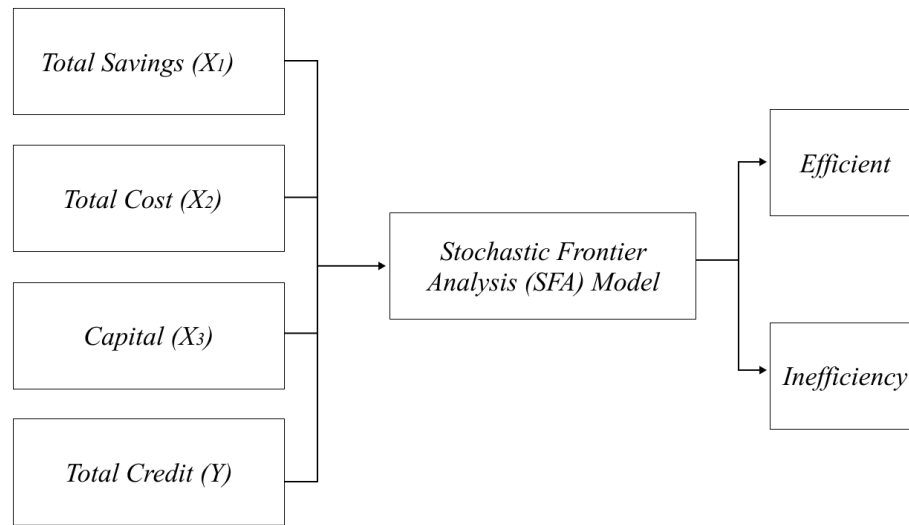 Total Savings (X₁)
Total Cost (X₂)
Capital (X₃)
Total Credit (Y)
Stochastic Frontier
Analysis (SFA) Model
Efficient
Inefficiency